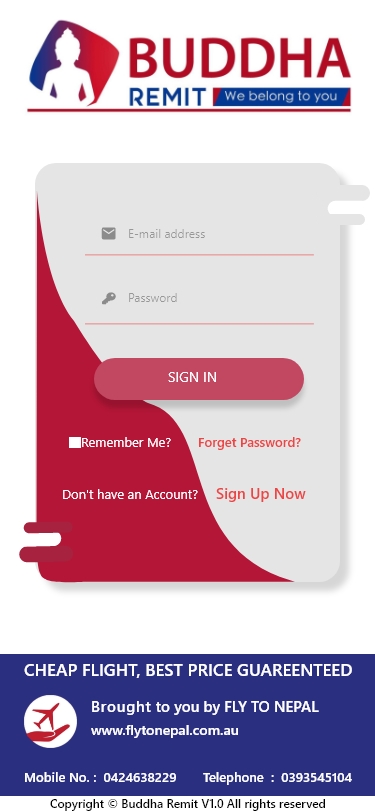 BUDDHA
REMIT We belong to you
E-mail address
Password
SIGN IN
Remember Me? Forget Password?
Don't have an Account? Sign Up Now
CHEAP FLIGHT, BEST PRICE GUAREENTEED
Brought to you by FLY TO NEPAL
www.flytonepal.com.au
Mobile No. : 0424638229 Telephone : 0393545104
Copyright © Buddha Remit V1.0 All rights reserved